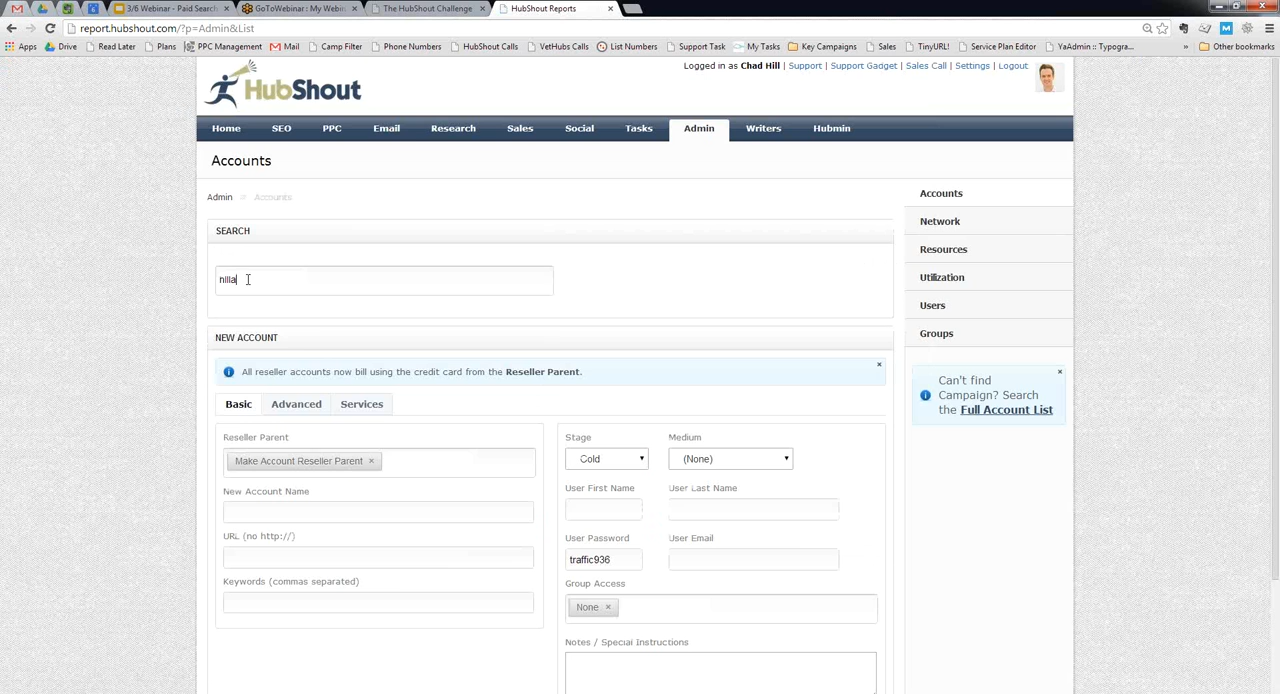 3/6 Webinar - Paid Search
GoToWebinar : My Webin
The HubShout Challenge
HubShout Reports
report.hubshout.com/?p=Admin&List
Apps
Drive
Read Later
Plans
PPC Management
Mail
Camp Filter
Phone Numbers
HubShout Calls
VetHubs Calls
List Numbers
Support Task
My Tasks
Key Campaigns
Sales
TinyURL!
Service Plan Editor
YaAdmin :: Typogra...
»
Other bookmarks
HubShout
Logged in as Chad Hill | Support | Support Gadget | Sales Call | Settings | Logout
Home
SEO
PPC
Email
Research
Sales
Social
Tasks
Admin
Writers
Hubmin
Accounts
Admin // Accounts
SEARCH
nilla
NEW ACCOUNT
All reseller accounts now bill using the credit card from the Reseller Parent.
Basic
Advanced
Services
Reseller Parent
Make Account Reseller Parent ×
New Account Name
URL (no http://)
Keywords (commas separated)
Stage
Medium
Cold
(None)
User First Name
User Last Name
User Password
User Email
traffic936
Group Access
None ×
Notes / Special Instructions
Accounts
Network
Resources
Utilization
Users
Groups
Can't find
Campaign? Search
the Full Account List